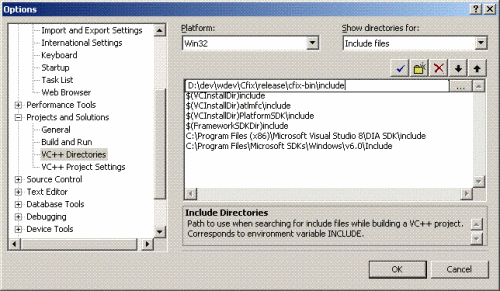 Options
Import and Export Settings
International Settings
Keyboard
Startup
Task List
Web Browser
Performance Tools
Projects and Solutions
General
Build and Run
VC++ Directories
VC++ Project Settings
Source Control
Text Editor
Database Tools
Debugging
Device Tools
Platform:
Win32
Show directories for:
Include files
D:\dev\wdev\Cfix\release\cfix-bin\include
...
$(VCInstallDir)include
$(VCInstallDir)atlmfc\include
$(VCInstallDir)PlatformSDK\include
$(FrameworkSDKDir)include
C:\Program Files (x86)\Microsoft Visual Studio 8\DIA SDK\include
C:\Program Files\Microsoft SDKs\Windows\v6.0\Include
Include Directories
Path to use when searching for include files while building a VC++ project.
Corresponds to environment variable INCLUDE.
OK
Cancel